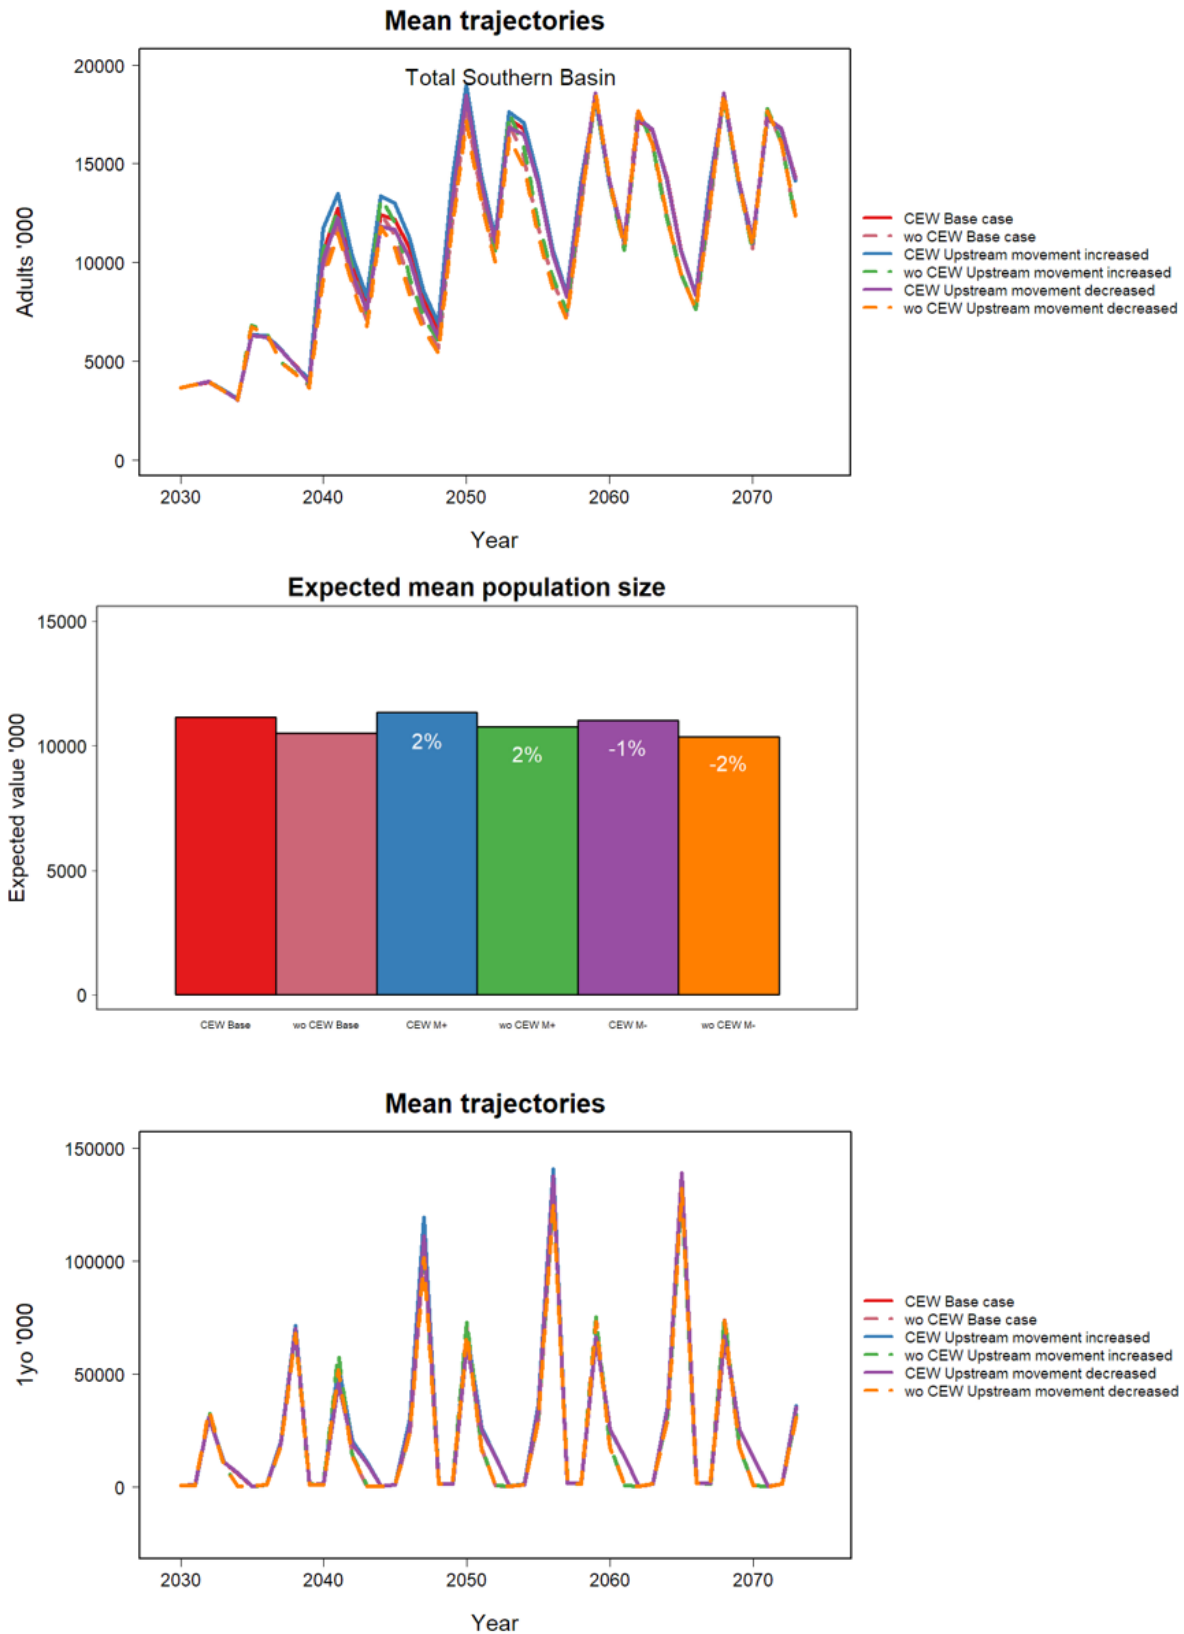 Mean trajectories
Total Southern Basin
20000
15000
10000
5000
0
Adults '000
2030 2040 2050 2060 2070
Year
CEW Base case
wo CEW Base case
CEW Upstream movement increased
wo CEW Upstream movement increased
CEW Upstream movement decreased
wo CEW Upstream movement decreased
Expected mean population size
15000
10000
5000
0
Expected value '000
2% 2% -1% -2%
CEW Base wo CEW Base CEW M+ wo CEW M+ CEW M- wo CEW M-
Mean trajectories
150000
100000
50000
0
1yo '000
2030 2040 2050 2060 2070
Year
CEW Base case
wo CEW Base case
CEW Upstream movement increased
wo CEW Upstream movement increased
CEW Upstream movement decreased
wo CEW Upstream movement decreased